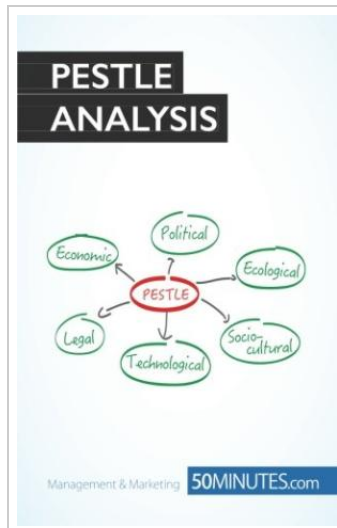 PESTLE
ANALYSIS
Political
Economic
Ecological
PESTLE
Legal
Socio-
cultural
Technological
Management & Marketing 50MINUTES.com